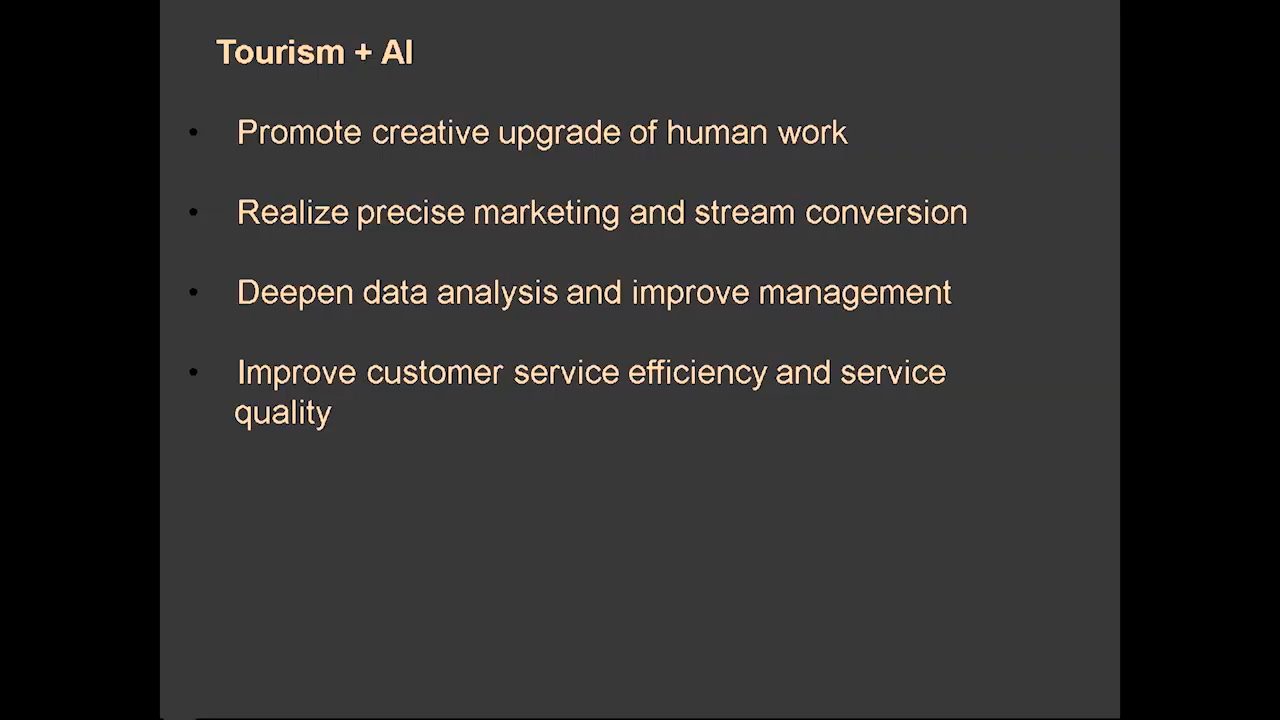 Tourism + AI
• Promote creative upgrade of human work
• Realize precise marketing and stream conversion
• Deepen data analysis and improve management
• Improve customer service efficiency and service
quality